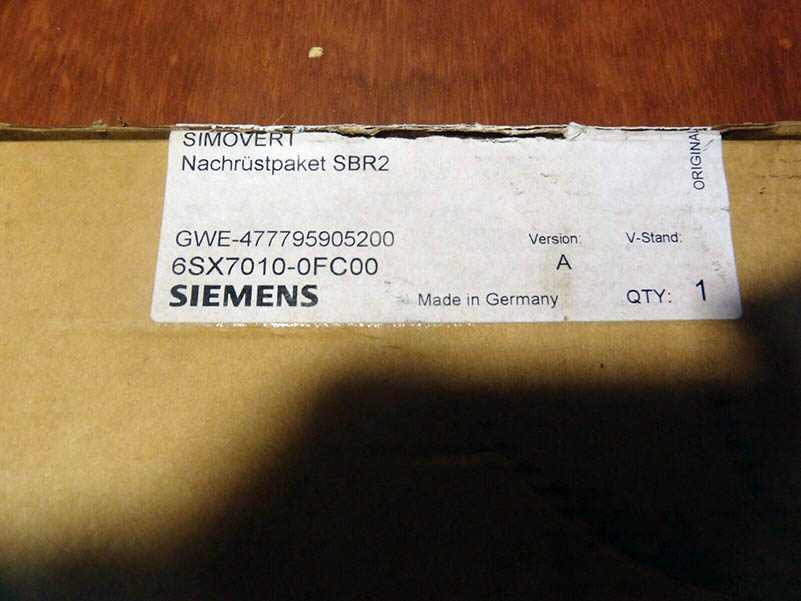 SIMOVERT
Nachrüstpaket SBR2
ORIGINAL
GWE-477795905200
Version:
V-Stand:
6SX7010-0FC00
A
SIEMENS
Made in Germany
QTY: 1